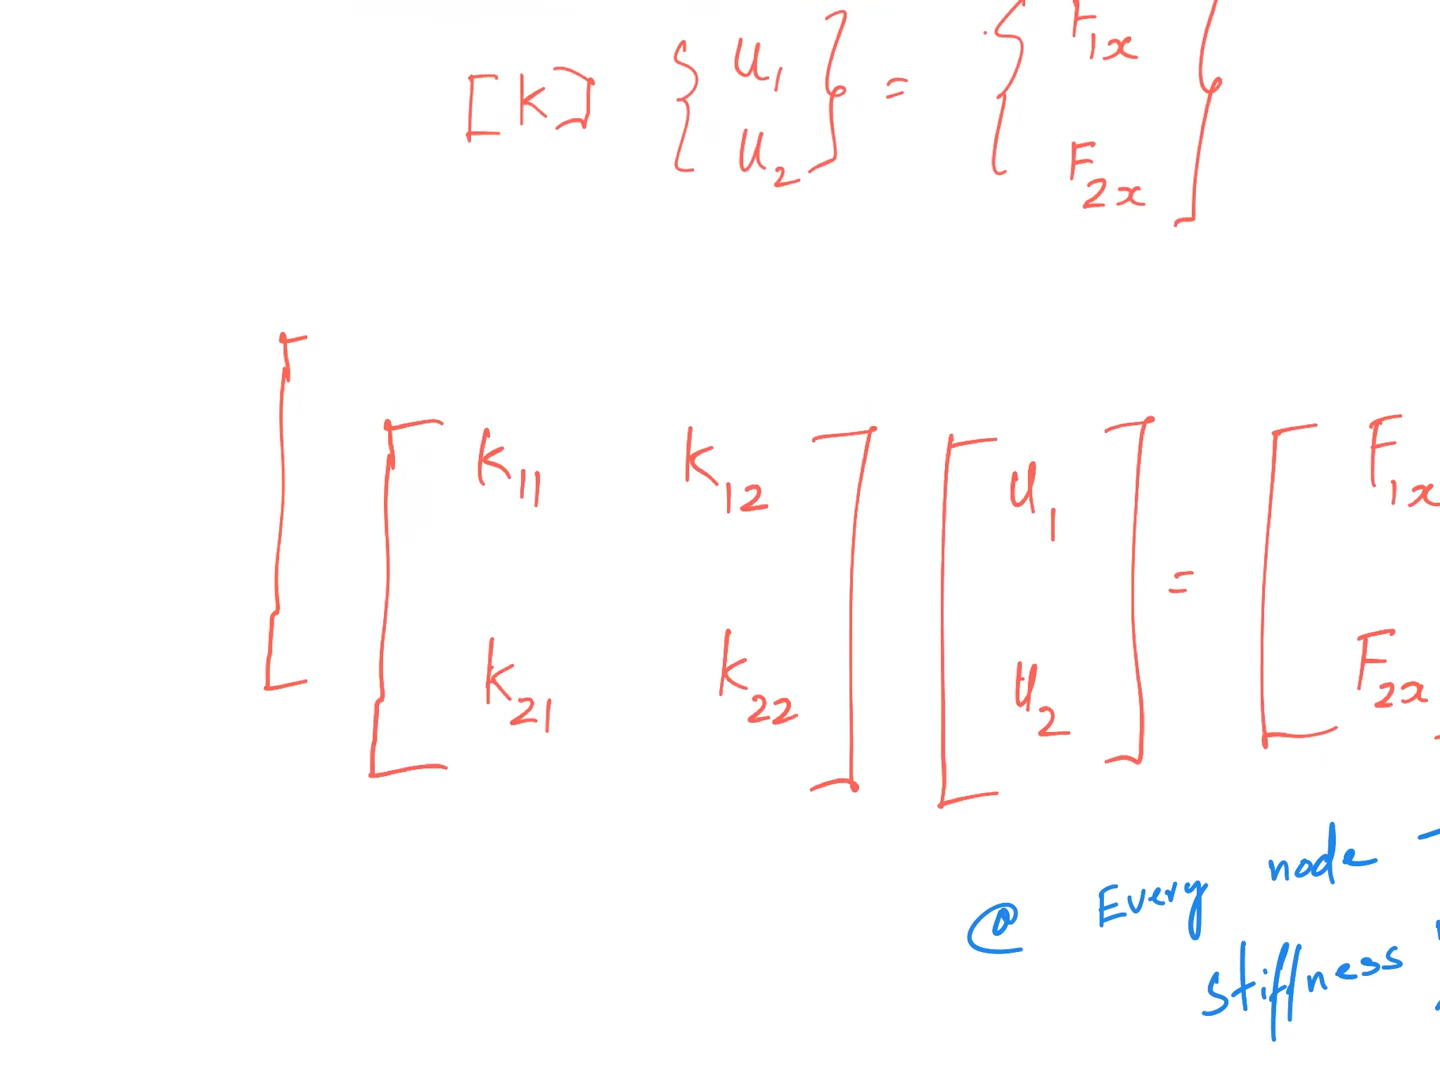 [K] { u1 } = { F1x }
u2 F2x
[ [ k11 k12 ] [ u1 ] = [ F1x
k21 k22 u2 F2x
@ Every node
stiffness